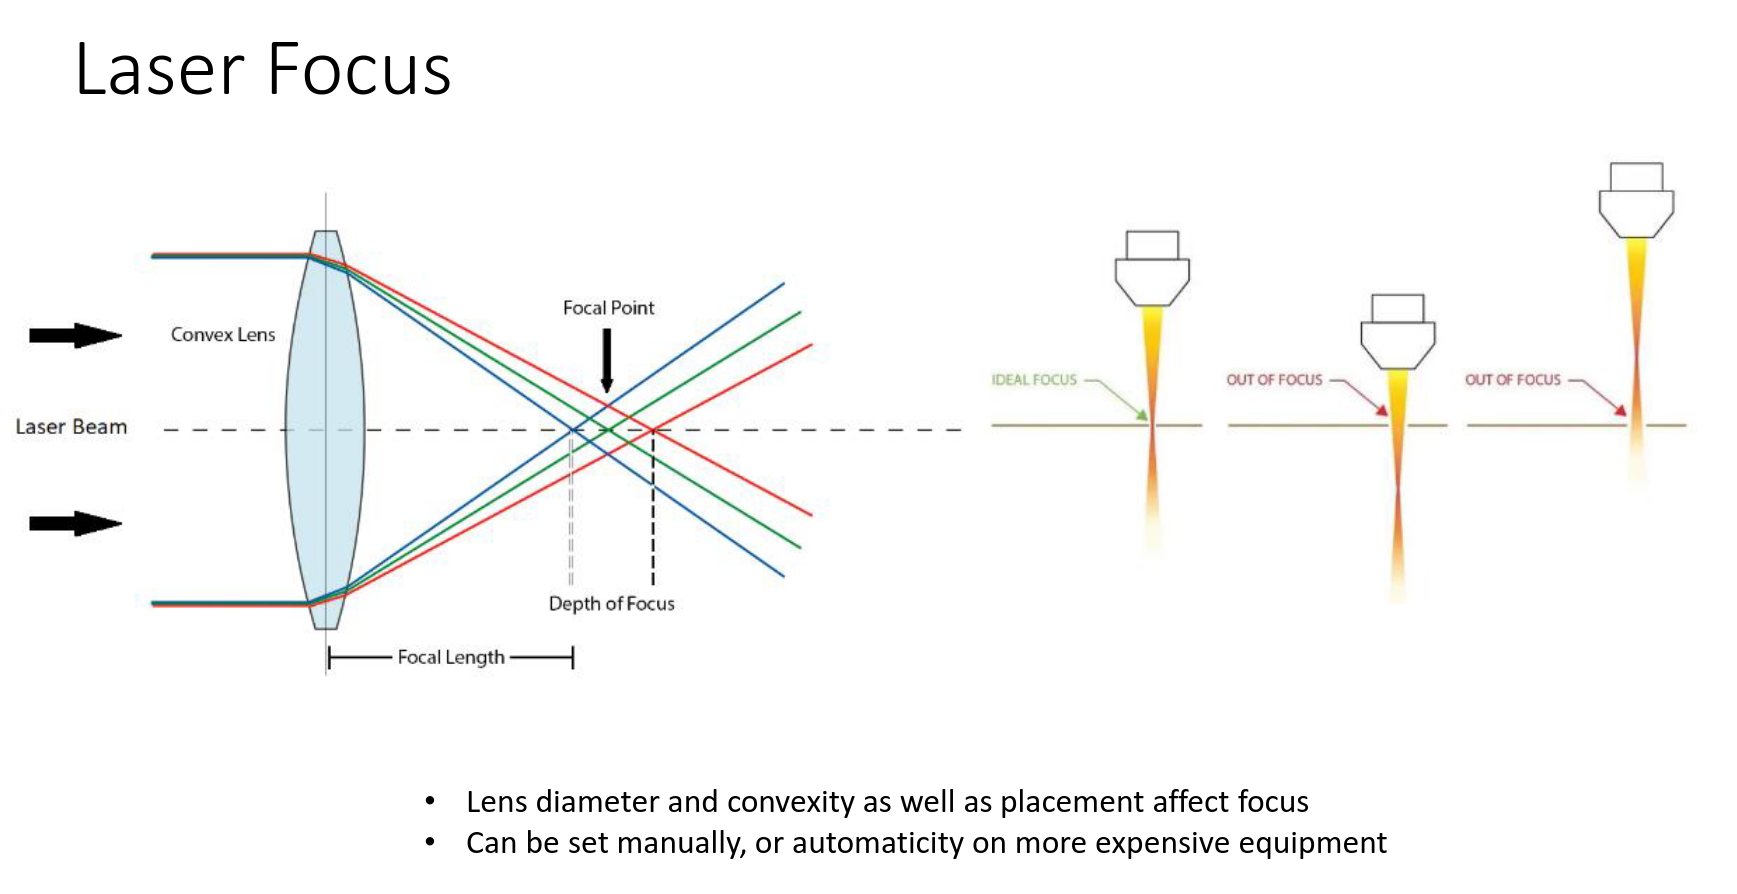 Laser Focus
Focal Point
Convex Lens
Laser Beam
Depth of Focus
Focal Length
IDEAL FOCUS
OUT OF FOCUS
OUT OF FOCUS
• Lens diameter and convexity as well as placement affect focus
• Can be set manually, or automaticity on more expensive equipment